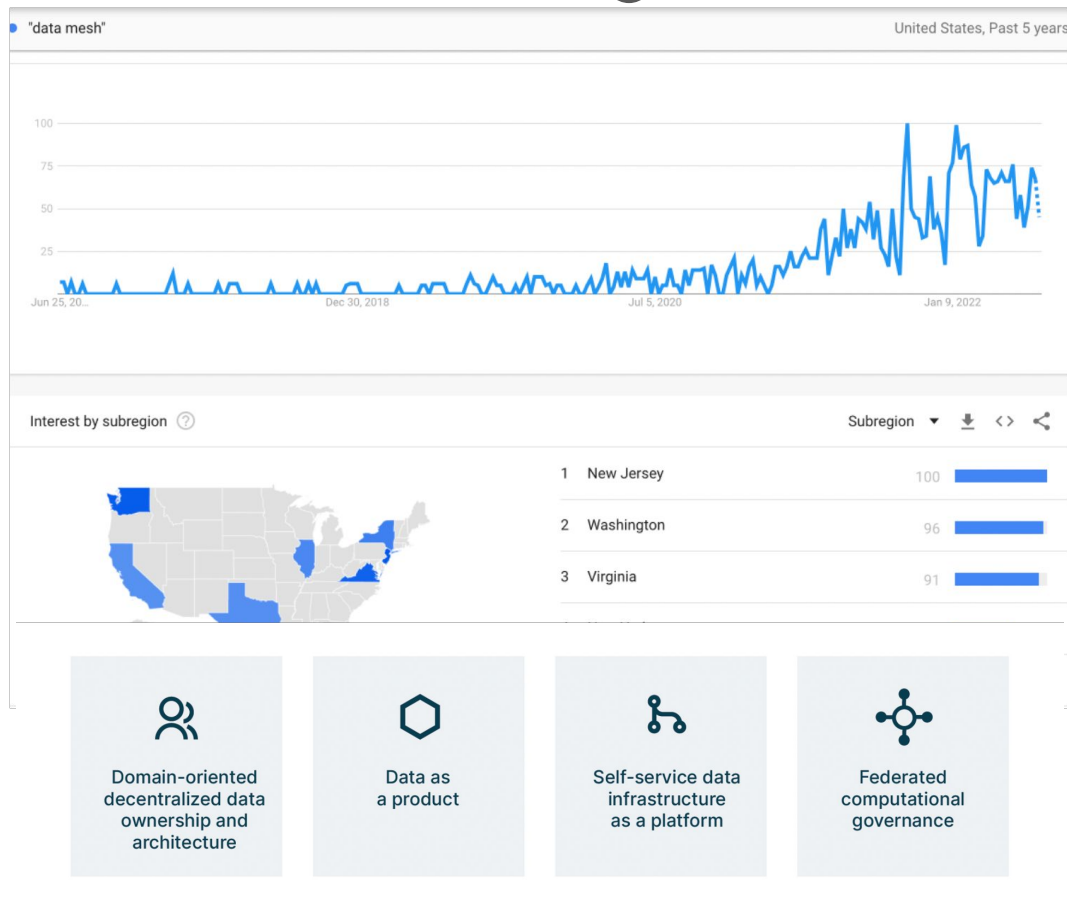 "data mesh"
United States, Past 5 years
100
75
50
25
Jun 25, 20...
Dec 30, 2018
Jul 5, 2020
Jan 9, 2022
Interest by subregion ?
Subregion
1 New Jersey 100
2 Washington 96
3 Virginia 91
Domain-oriented
decentralized data
ownership and
architecture
Data as
a product
Self-service data
infrastructure
as a platform
Federated
computational
governance